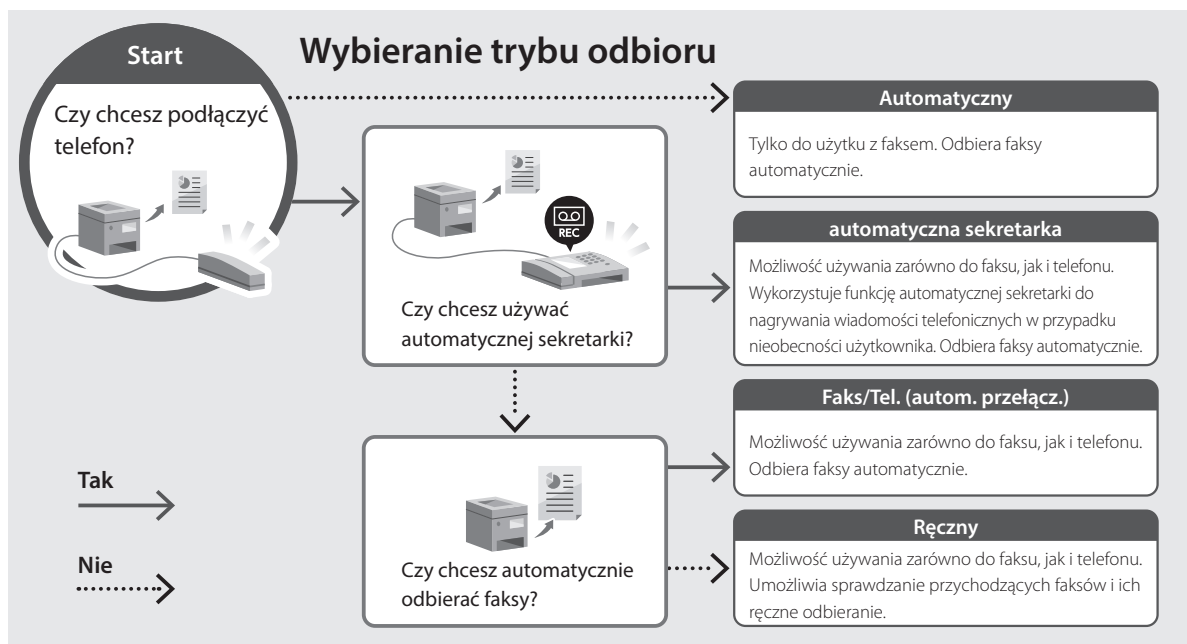 Wybieranie trybu odbioru
Start
Czy chcesz podłączyć
telefon?
Automatyczny
Tylko do użytku z faksem. Odbiera faksy
automatycznie.
REC
Czy chcesz używać
automatycznej sekretarki?
automatyczna sekretarka
Możliwość używania zarówno do faksu, jak i telefonu.
Wykorzystuje funkcję automatycznej sekretarki do
nagrywania wiadomości telefonicznych w przypadku
nieobecności użytkownika. Odbiera faksy automatycznie.
Czy chcesz automatycznie
odbierać faksy?
Faks/Tel. (autom. przełącz.)
Możliwość używania zarówno do faksu, jak i telefonu.
Odbiera faksy automatycznie.
Ręczny
Możliwość używania zarówno do faksu, jak i telefonu.
Umożliwia sprawdzanie przychodzących faksów i ich
ręczne odbieranie.
Tak
Nie